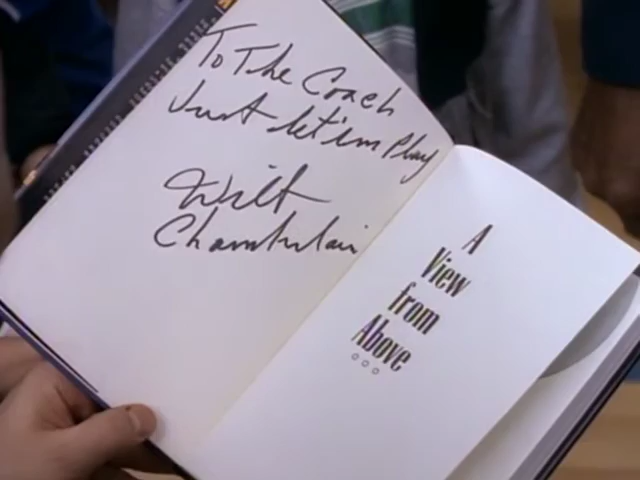 To The Coach
Just let'im Play
Wilt
Chamberlain
A
View
from
Above